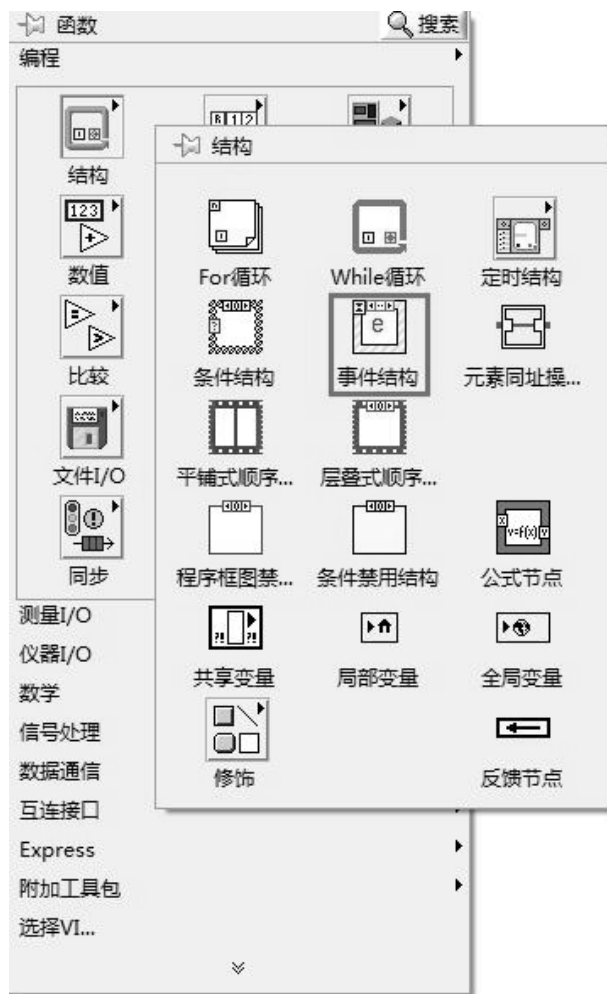 函数 搜索
编程
结构
数值
比较
文件I/O
同步
测量I/O
仪器I/O
数学
信号处理
数据通信
互连接口
Express
附加工具包
选择VI...
结构
For循环 While循环 定时结构
条件结构 事件结构 元素同址操...
平铺式顺序... 层叠式顺序...
程序框图禁... 条件禁用结构 公式节点
共享变量 局部变量 全局变量
修饰 反馈节点